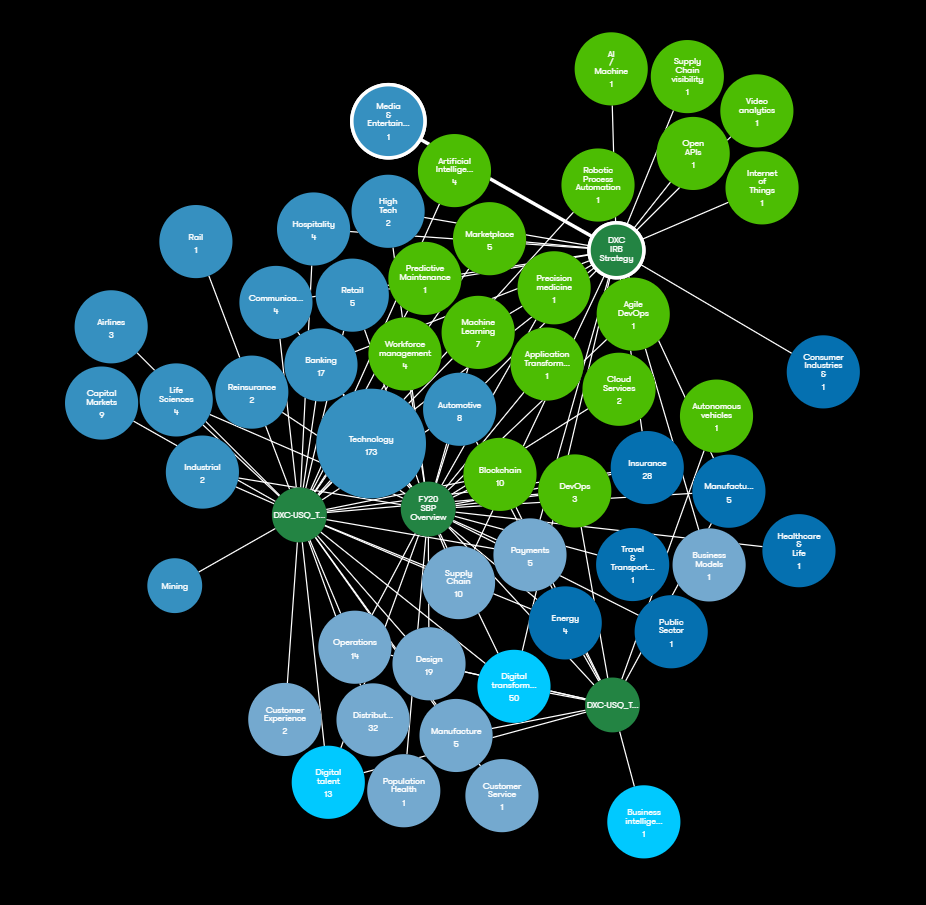 AI
/
Machine
1
Supply
Chain
visibility
1
Video
analytics
1
Media
&
Entertain...
1
Artificial
Intellige...
4
Open
APIs
1
Robotic
Process
Automation
1
Internet
of
Things
1
High
Tech
2
Hospitality
4
Rail
1
Marketplace
5
DXC
IRB
Strategy
Predictive
Maintenance
1
Precision
medicine
1
Communica...
4
Retail
5
Agile
DevOps
1
Airlines
3
Machine
Learning
7
Workforce
management
4
Application
Transform...
1
Banking
17
Consumer
Industries
&
1
Capital
Markets
9
Life
Sciences
4
Reinsurance
2
Cloud
Services
2
Automotive
8
Autonomous
vehicles
1
Technology
173
Industrial
2
Blockchain
10
Insurance
28
DevOps
3
Manufactu...
5
DXC-USQ_T...
FY20
SBP
Overview
Payments
5
Travel
&
Transport...
1
Business
Models
1
Healthcare
&
Life
1
Mining
Supply
Chain
10
Energy
4
Public
Sector
1
Operations
14
Design
19
Digital
transform...
50
DXC-USQ_T...
Customer
Experience
2
Distribut...
32
Manufacture
5
Digital
talent
13
Population
Health
1
Customer
Service
1
Business
intellige...
1